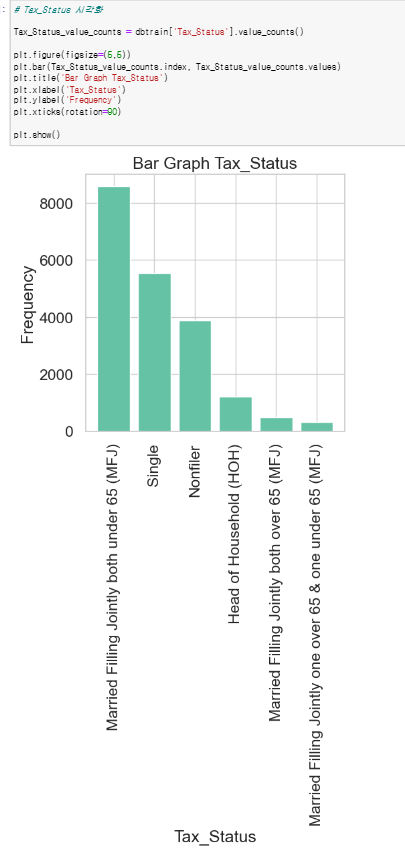 : # Tax_Status 시각화
Tax_Status_value_counts = dbtrain['Tax_Status'].value_counts()
plt.figure(figsize=(5,5))
plt.bar(Tax_Status_value_counts.index, Tax_Status_value_counts.values)
plt.title('Bar Graph Tax_Status')
plt.xlabel('Tax_Status')
plt.ylabel('Frequency')
plt.xticks(rotation=90)
plt.show()
Bar Graph Tax_Status
8000
6000
4000
2000
0
Frequency
Married Filling Jointly both under 65 (MFJ)
Single
Nonfiler
Head of Household (HOH)
Married Filling Jointly both over 65 (MFJ)
Married Filling Jointly one over 65 & one under 65 (MFJ)
Tax_Status